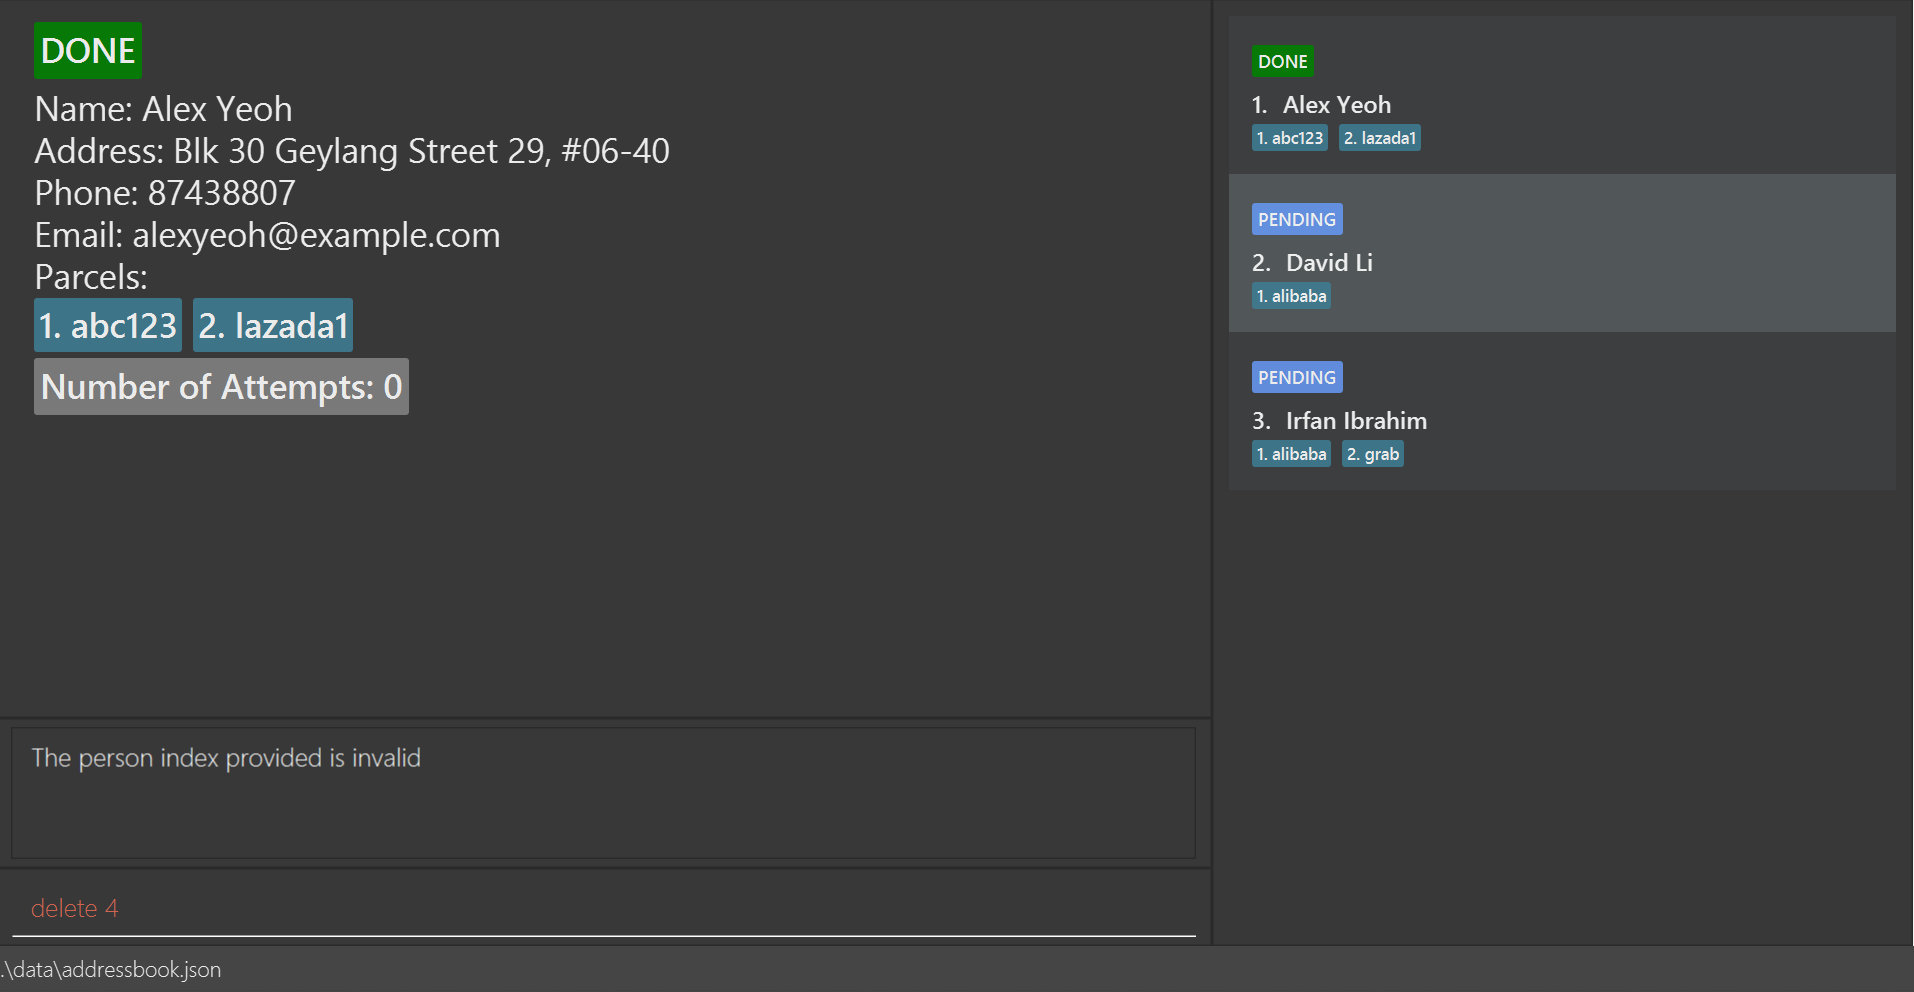 DONE
Name: Alex Yeoh
Address: Blk 30 Geylang Street 29, #06-40
Phone: 87438807
Email: alexyeoh@example.com
Parcels:
1. abc123 2. lazada1
Number of Attempts: 0
The person index provided is invalid
delete 4
DONE
1. Alex Yeoh
1. abc123 2. lazada1
PENDING
2. David Li
1. alibaba
PENDING
3. Irfan Ibrahim
1. alibaba 2. grab
.\data\addressbook.json